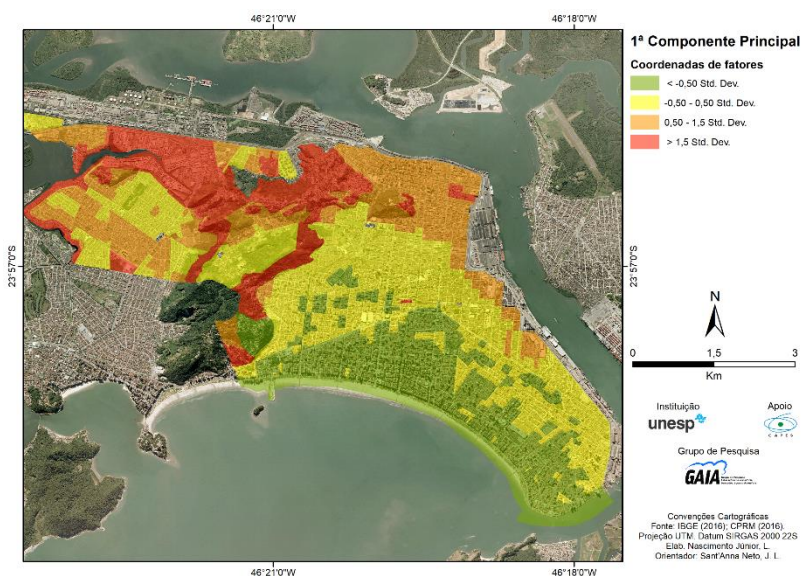 46°21'0"W
46°18'0"W
1ª Componente Principal
Coordenadas de fatores
< -0,50 Std. Dev.
-0,50 - 0,50 Std. Dev.
0,50 - 1,5 Std. Dev.
> 1,5 Std. Dev.
23°57'0"S
23°57'0"S
N
0 1,5 3
Km
Instituição
Apoio
unesp
Grupo de Pesquisa
GAIA
Convenções Cartográficas
Fonte: IBGE (2016); CPRM (2016).
Projeção UTM. Datum SIRGAS 2000 22S
Elab. Nascimento Júnior, L.
Orientador: Sant'Anna Neto, J. L.
46°21'0"W
46°18'0"W